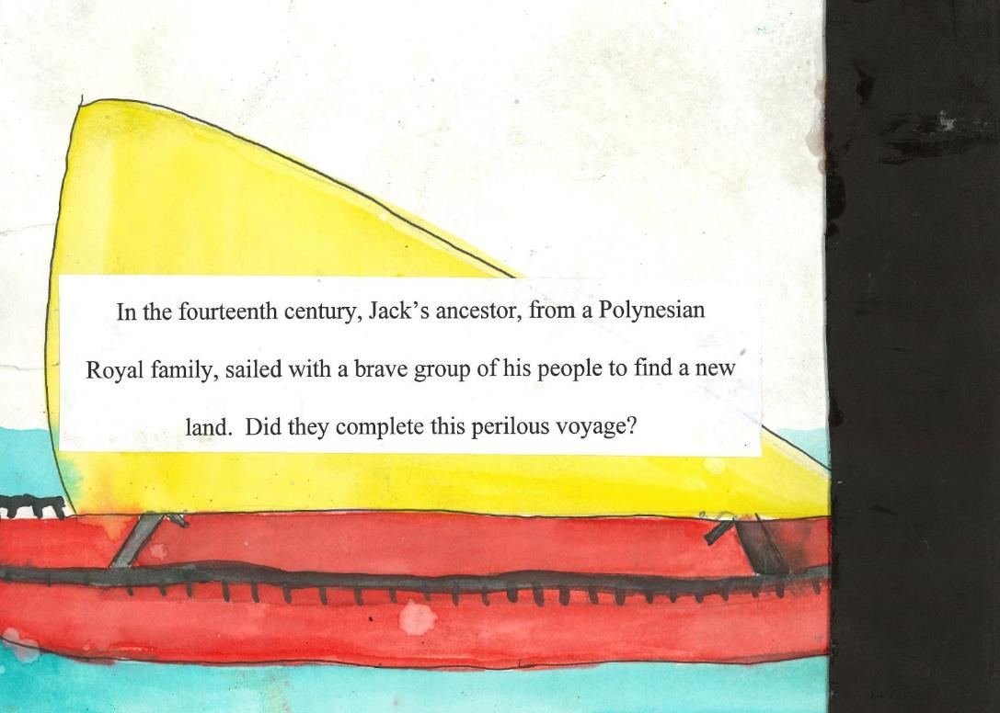 In the fourteenth century, Jack's ancestor, from a Polynesian
Royal family, sailed with a brave group of his people to find a new
land.  Did they complete this perilous voyage?